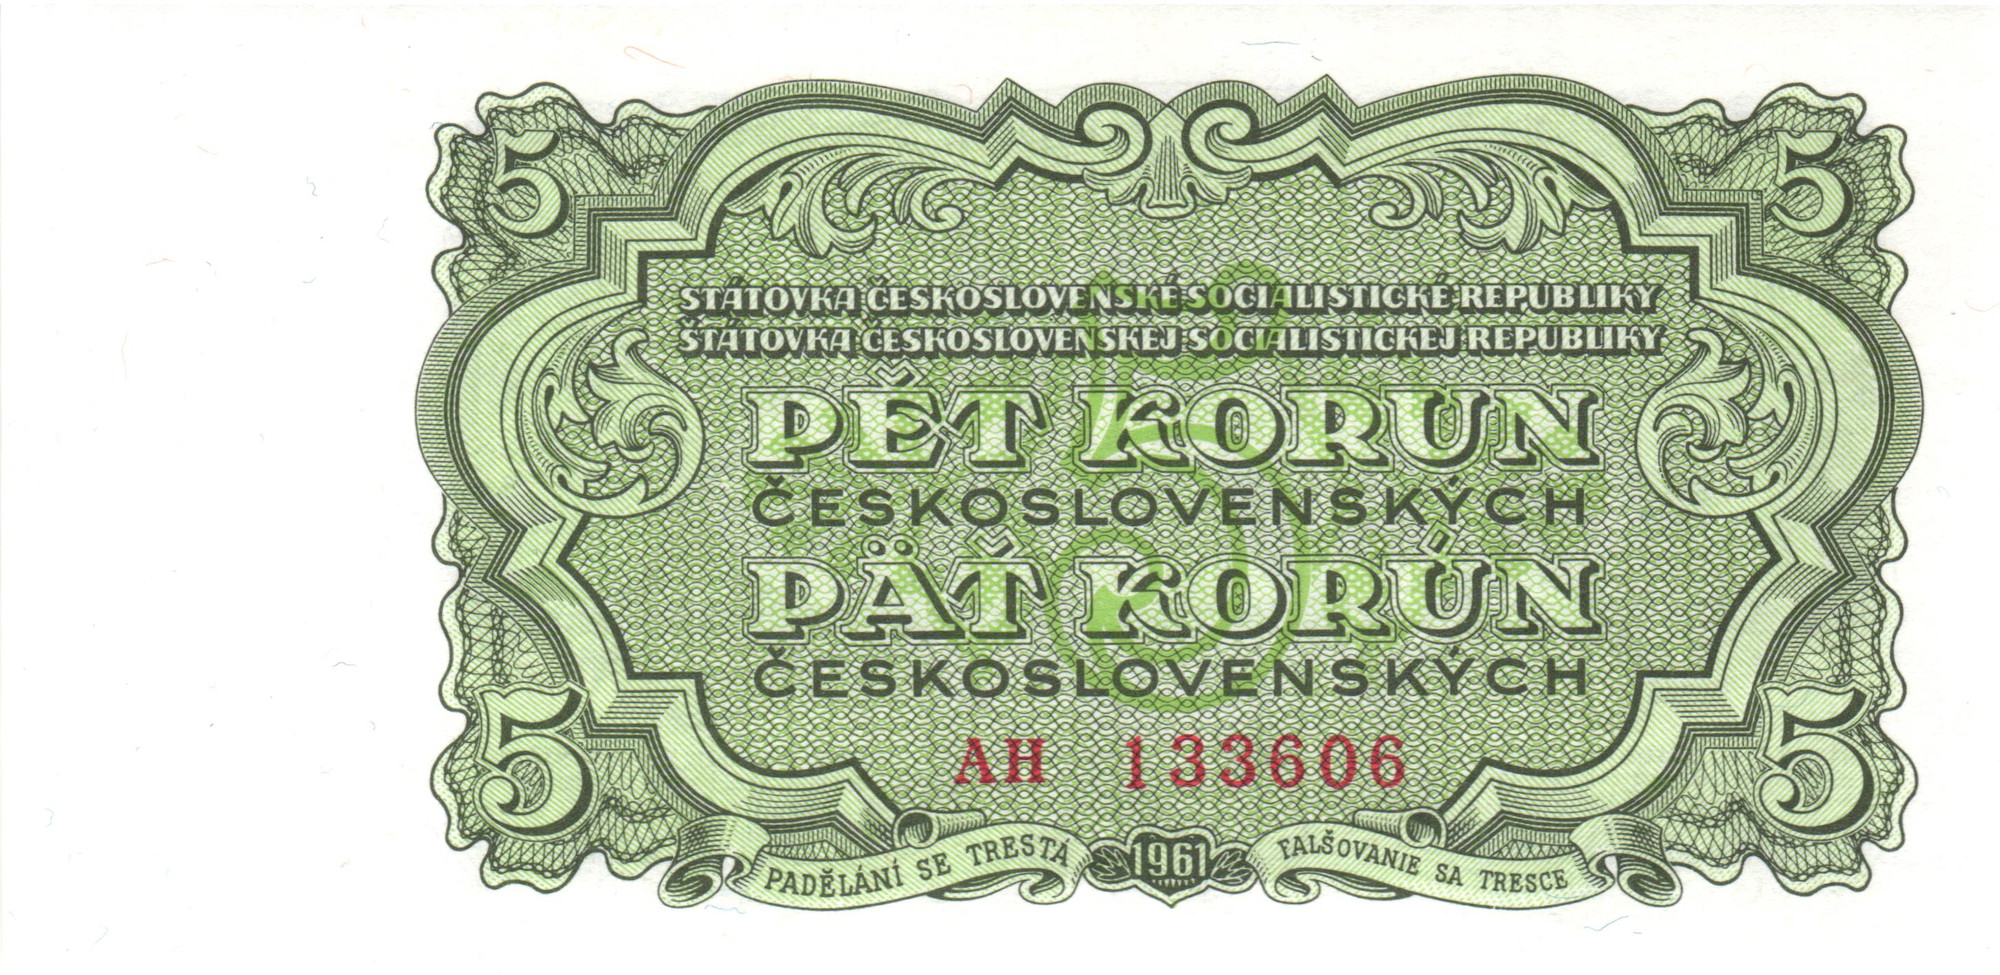 5 5
STÁTOVKA ČESKOSLOVENSKÉ SOCIALISTICKÉ REPUBLIKY
ŠTÁTOVKA ČESKOSLOVENSKEJ SOCIALISTICKEJ REPUBLIKY
PĚT KORUN
ČESKOSLOVENSKÝCH
PÄŤ KORÚN
ČESKOSLOVENSKÝCH
5 5
AH 133606
PADĚLÁNÍ SE TRESTÁ 1961 FALŠOVANIE SA TRESCE